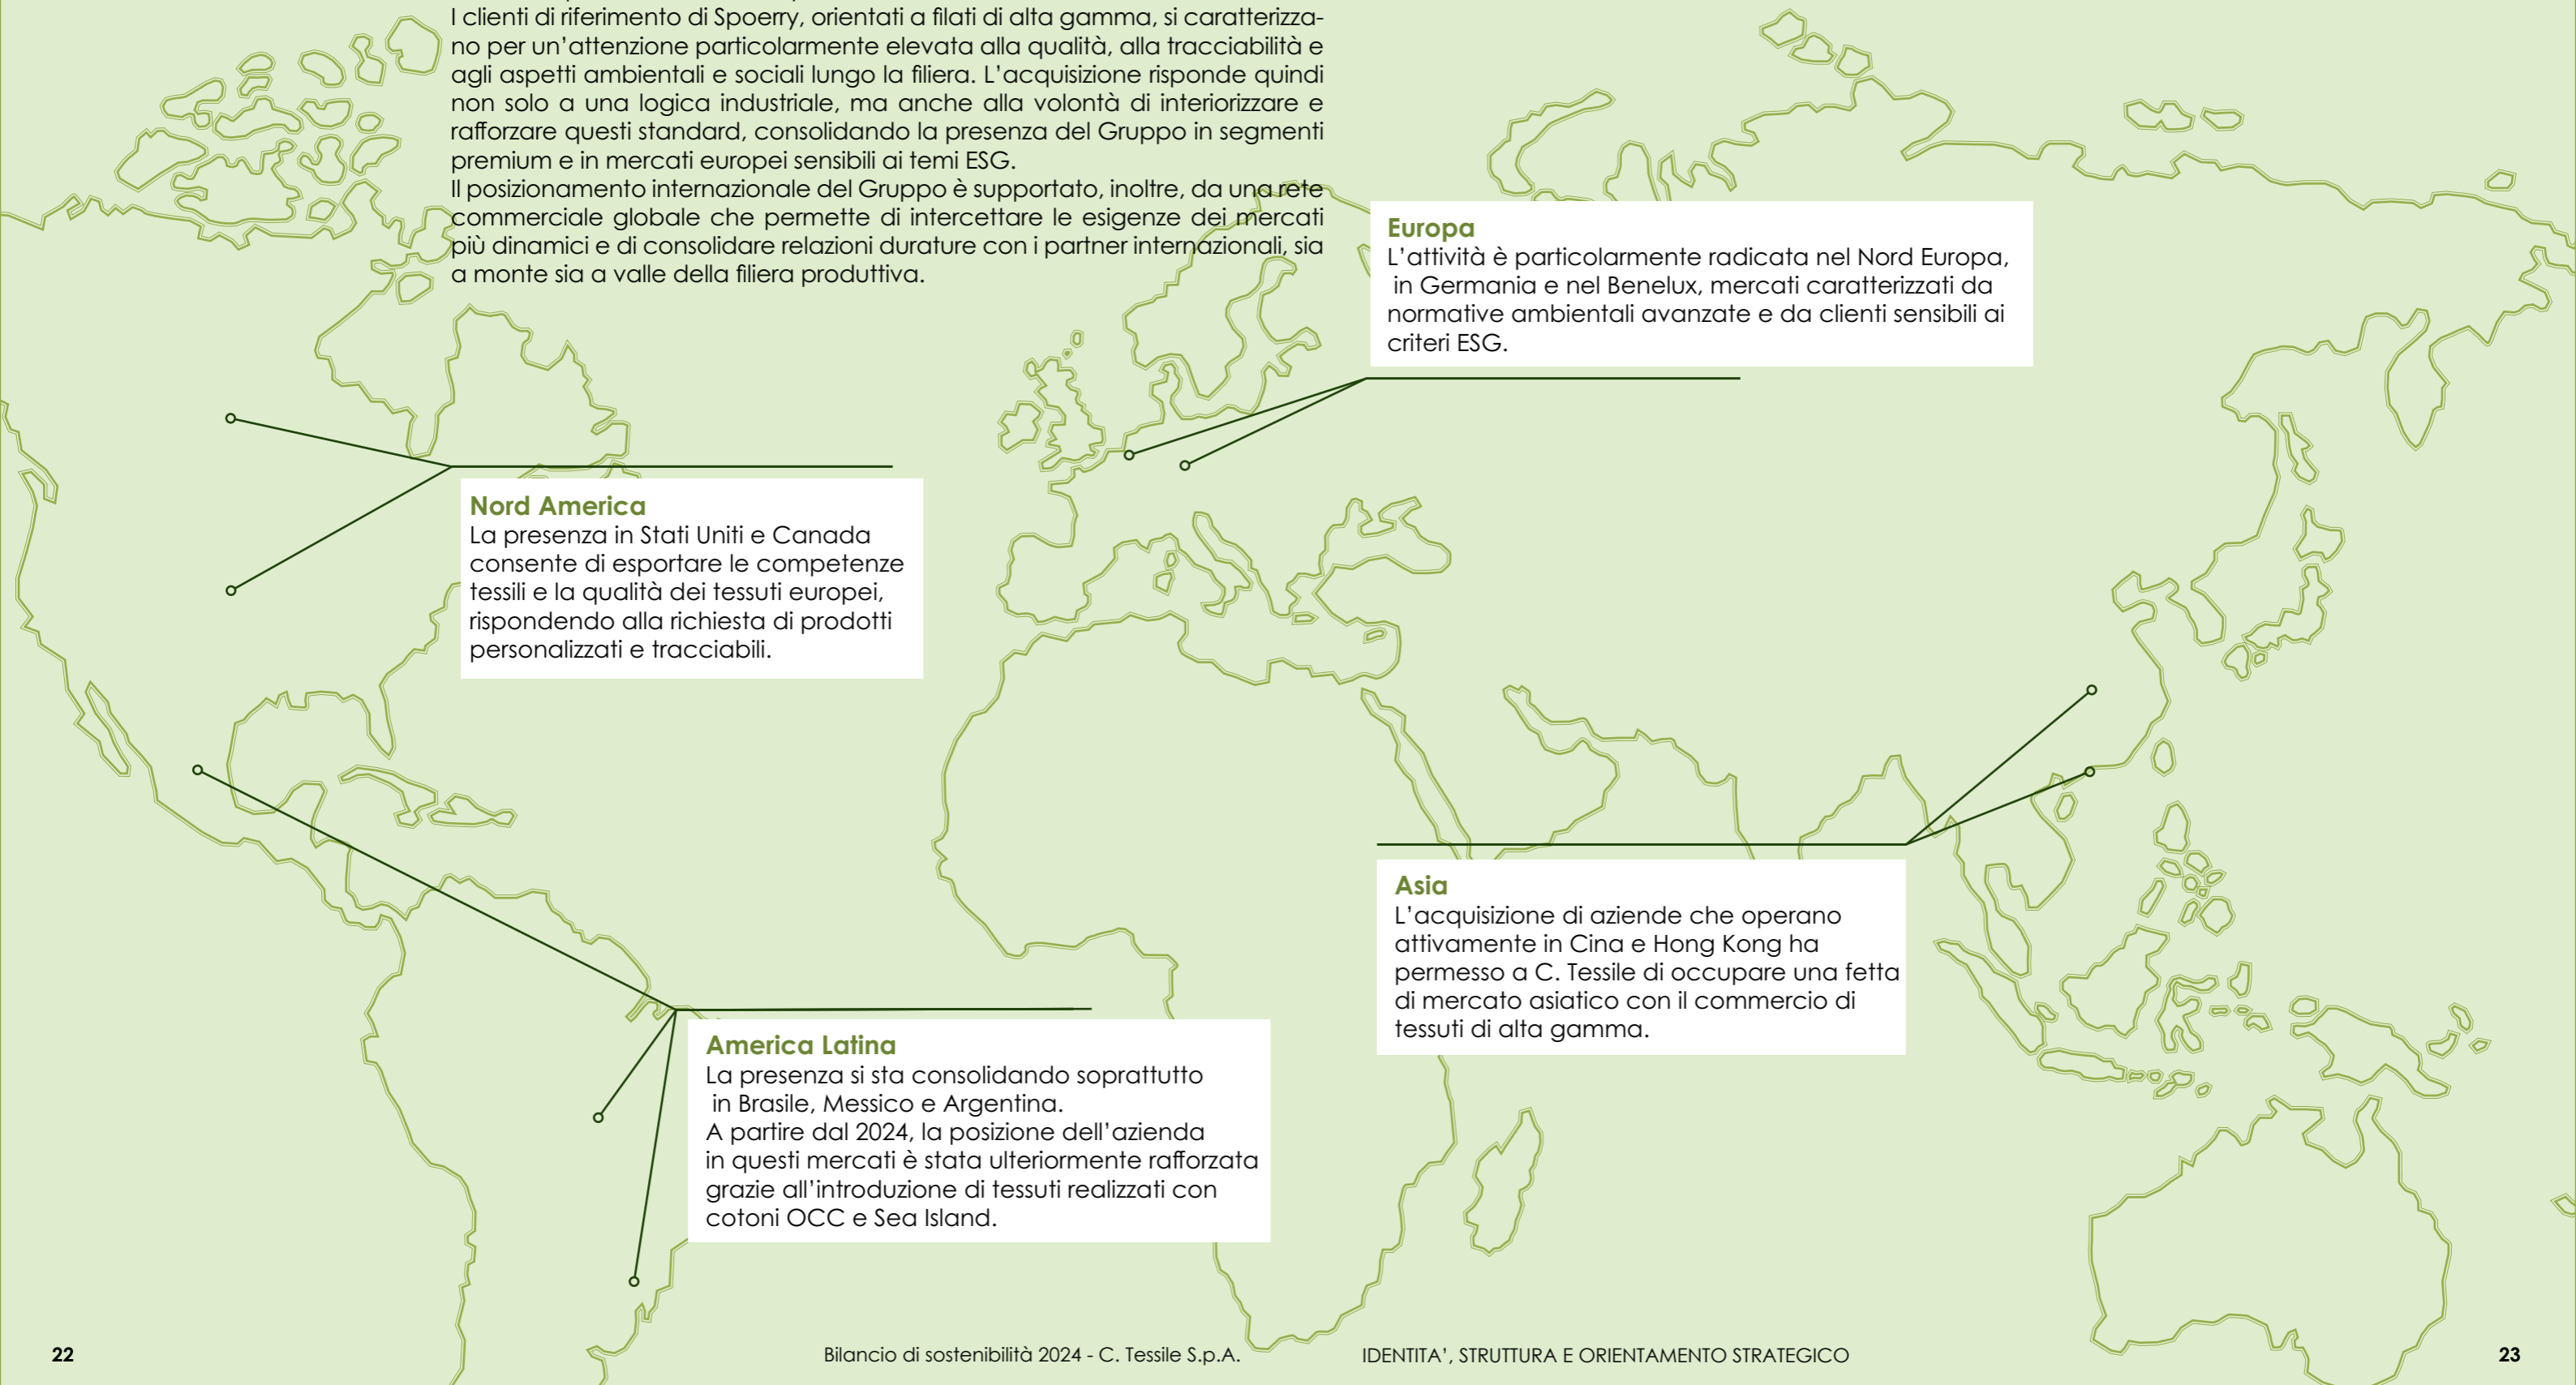 I clienti di riferimento di Spoerry, orientati a filati di alta gamma, si caratterizza-
no per un'attenzione particolarmente elevata alla qualità, alla tracciabilità e
agli aspetti ambientali e sociali lungo la filiera. L'acquisizione risponde quindi
non solo a una logica industriale, ma anche alla volontà di interiorizzare e
rafforzare questi standard, consolidando la presenza del Gruppo in segmenti
premium e in mercati europei sensibili ai temi ESG.
Il posizionamento internazionale del Gruppo è supportato, inoltre, da una rete
commerciale globale che permette di intercettare le esigenze dei mercati
più dinamici e di consolidare relazioni durature con i partner internazionali, sia
a monte sia a valle della filiera produttiva.
Europa
L'attività è particolarmente radicata nel Nord Europa,
in Germania e nel Benelux, mercati caratterizzati da
normative ambientali avanzate e da clienti sensibili ai
criteri ESG.
Nord America
La presenza in Stati Uniti e Canada
consente di esportare le competenze
tessili e la qualità dei tessuti europei,
rispondendo alla richiesta di prodotti
personalizzati e tracciabili.
Asia
L'acquisizione di aziende che operano
attivamente in Cina e Hong Kong ha
permesso a C. Tessile di occupare una fetta
di mercato asiatico con il commercio di
tessuti di alta gamma.
America Latina
La presenza si sta consolidando soprattutto
in Brasile, Messico e Argentina.
A partire dal 2024, la posizione dell'azienda
in questi mercati è stata ulteriormente rafforzata
grazie all'introduzione di tessuti realizzati con
cotoni OCC e Sea Island.
22
Bilancio di sostenibilità 2024 - C. Tessile S.p.A.
IDENTITA', STRUTTURA E ORIENTAMENTO STRATEGICO
23